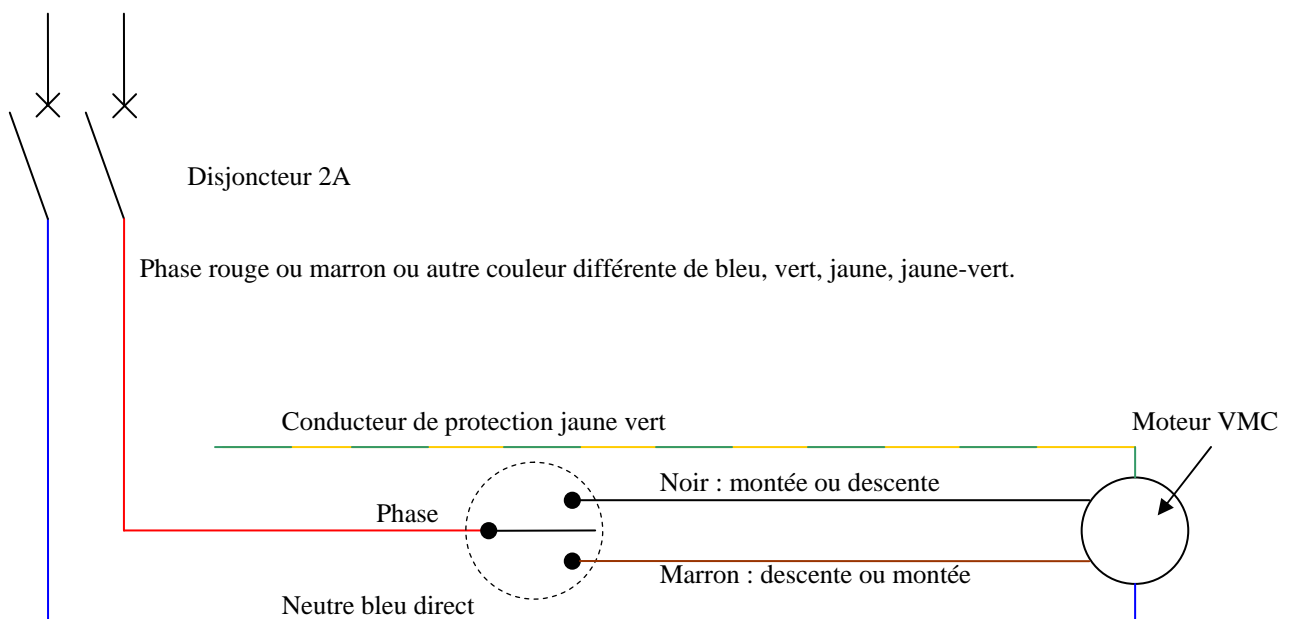 Disjoncteur 2A
Phase rouge ou marron ou autre couleur différente de bleu, vert, jaune, jaune-vert.
Conducteur de protection jaune vert
Moteur VMC
Noir : montée ou descente
Phase
Marron : descente ou montée
Neutre bleu direct